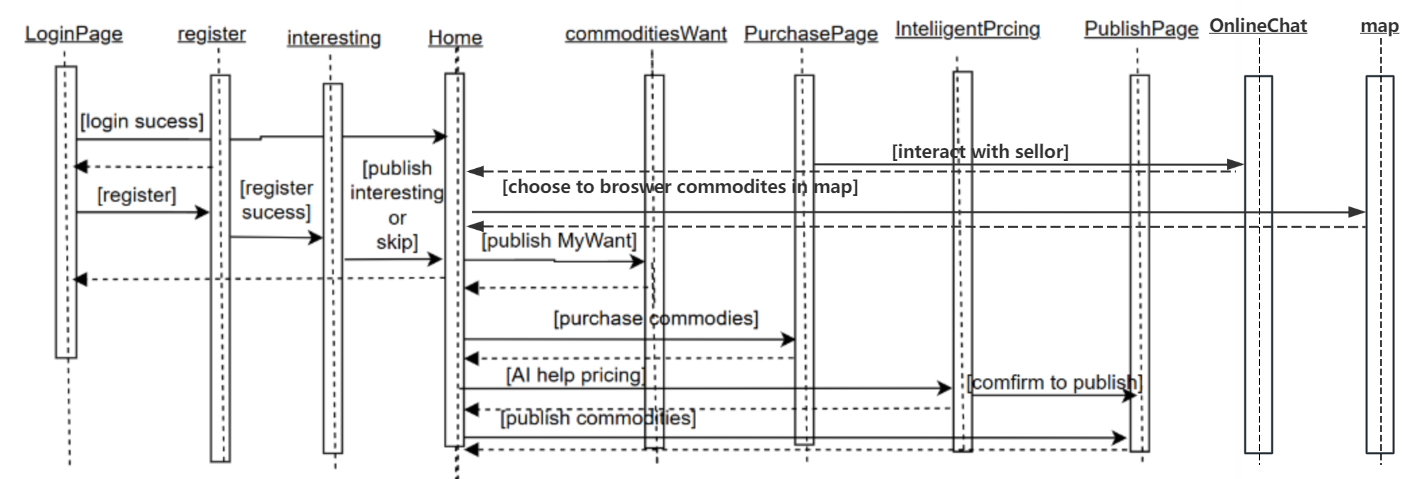 LoginPage
register
interesting
Home
commoditiesWant
PurchasePage
InteliigentPrcing
PublishPage
OnlineChat
map
[login sucess]
[interact with sellor]
[publish
interesting
or
skip]
[register
sucess]
[register]
[choose to broswer commodites in map]
[publish MyWant]
[purchase commodies]
[AI help pricing]
[comfirm to publish]
[publish commodities]